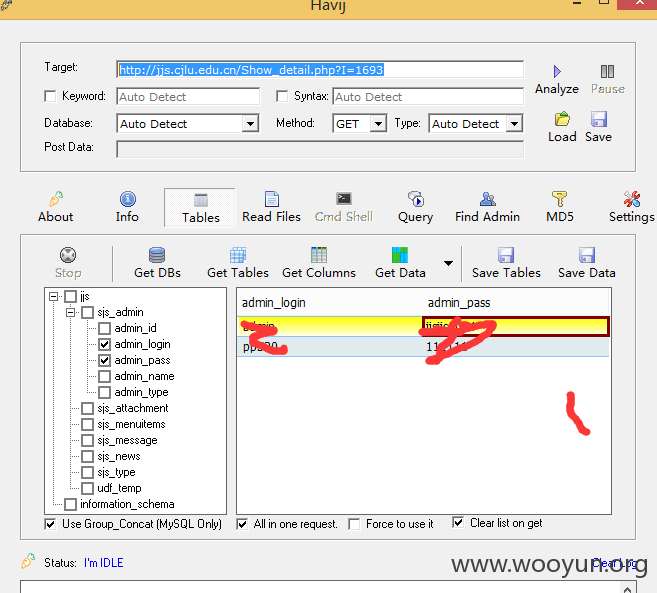 Havij
Target: http://jjs.cjlu.edu.cn/Show_detail.php?I=1693
Analyze Pause
Keyword: Auto Detect Syntax: Auto Detect
Database: Auto Detect Method: GET Type: Auto Detect
Load Save
Post Data:
About Info Tables Read Files Cmd Shell Query Find Admin MD5 Settings
Stop Get DBs Get Tables Get Columns Get Data Save Tables Save Data
jjs
sjs_admin
admin_id
admin_login
admin_pass
admin_name
admin_type
sjs_attachment
sjs_menuitems
sjs_message
sjs_news
sjs_type
udf_temp
information_schema
admin_login admin_pass
Use Group_Concat (MySQL Only) All in one request. Force to use it Clear list on get
Status: I'm IDLE Clear Log
www.wooyun.org